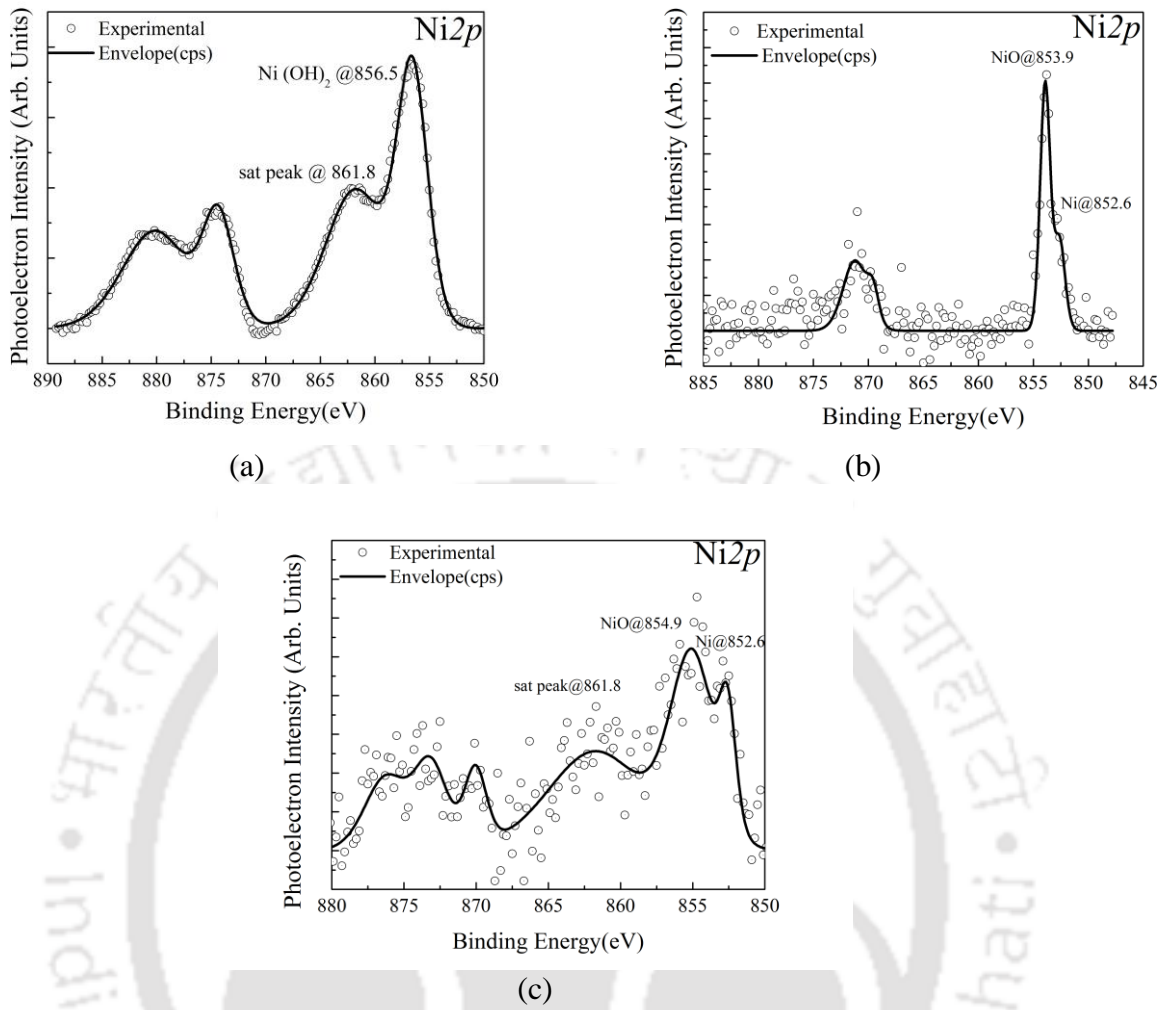 Experimental
Envelope(cps)
Ni2p
Ni (OH)2 @856.5
sat peak @ 861.8
Photoelectron Intensity (Arb. Units)
890 885 880 875 870 865 860 855 850
Binding Energy(eV)
(a)
Experimental
Envelope(cps)
Ni2p
NiO@853.9
Ni@852.6
Photoelectron Intensity (Arb. Units)
885 880 875 870 865 860 855 850 845
Binding Energy(eV)
(b)
Experimental
Envelope(cps)
Ni2p
NiO@854.9
Ni@852.6
sat peak@861.8
Photoelectron Intensity (Arb. Units)
880 875 870 865 860 855 850
Binding Energy(eV)
(c)